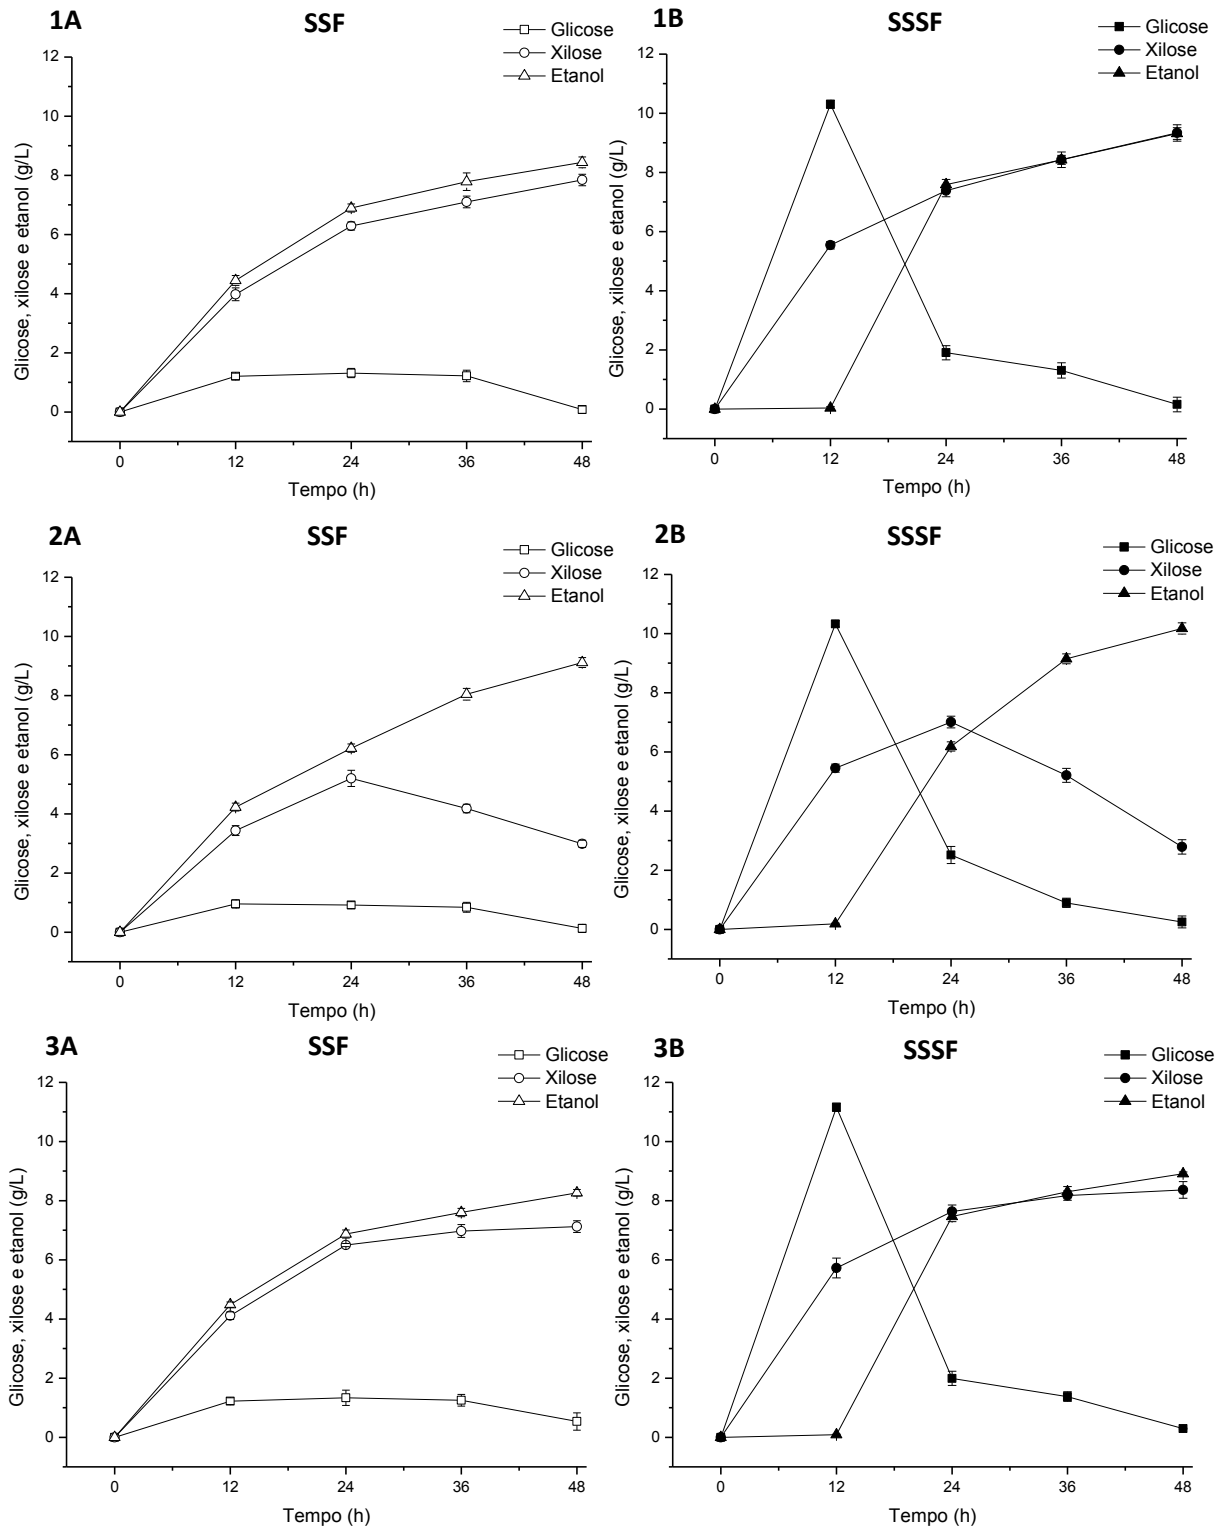 1A
SSF
Glicose
Xilose
Etanol
12
10
8
6
4
2
0
Glicose, xilose e etanol (g/L)
0 12 24 36 48
Tempo (h)
1B
SSSF
Glicose
Xilose
Etanol
12
10
8
6
4
2
0
Glicose, xilose e etanol (g/L)
0 12 24 36 48
Tempo (h)
2A
SSF
Glicose
Xilose
Etanol
12
10
8
6
4
2
0
Glicose, xilose e etanol (g/L)
0 12 24 36 48
Tempo (h)
2B
SSSF
Glicose
Xilose
Etanol
12
10
8
6
4
2
0
Glicose, xilose e etanol (g/L)
0 12 24 36 48
Tempo (h)
3A
SSF
Glicose
Xilose
Etanol
12
10
8
6
4
2
0
Glicose, xilose e etanol (g/L)
0 12 24 36 48
Tempo (h)
3B
SSSF
Glicose
Xilose
Etanol
12
10
8
6
4
2
0
Glicose, xilose e etanol (g/L)
0 12 24 36 48
Tempo (h)